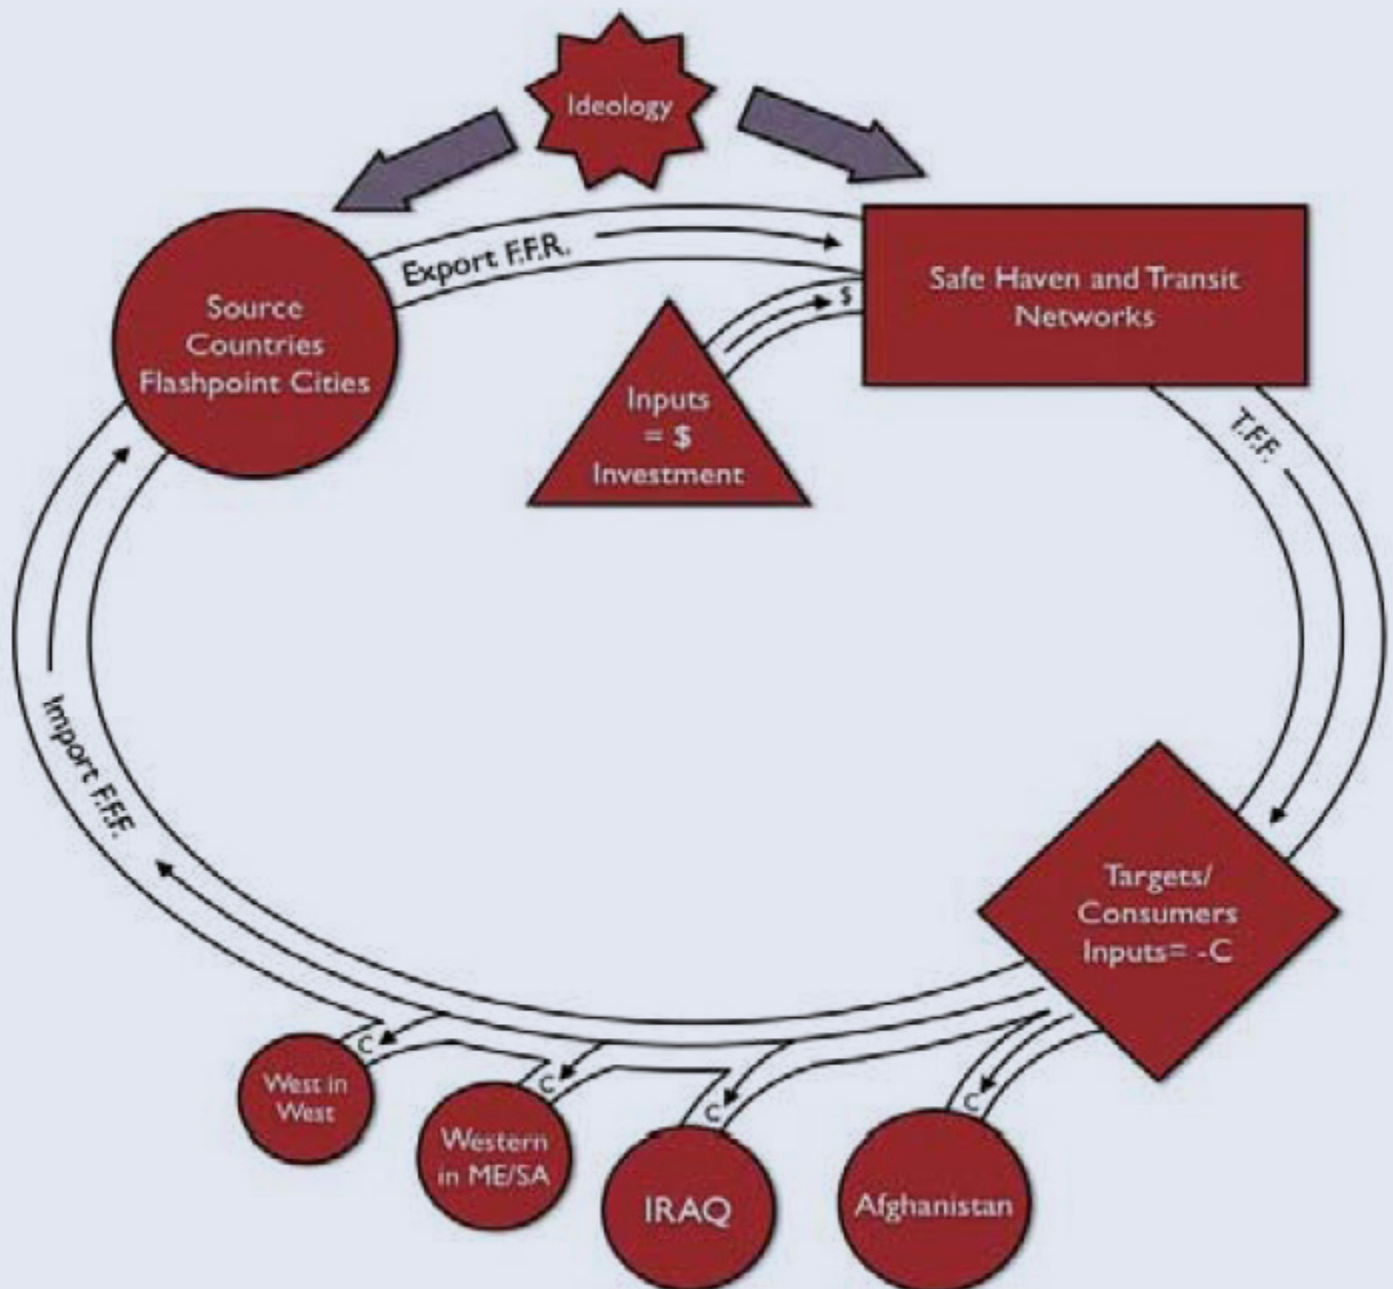 Ideology
Export F.F.R.
Source
Countries
Flashpoint Cities
Safe Haven and Transit
Networks
$
Inputs
= $
Investment
T.F.F.
Import F.F.F.
Targets/
Consumers
Inputs= -C
C
West in
West
C
Western
in ME/SA
C
IRAQ
C
Afghanistan